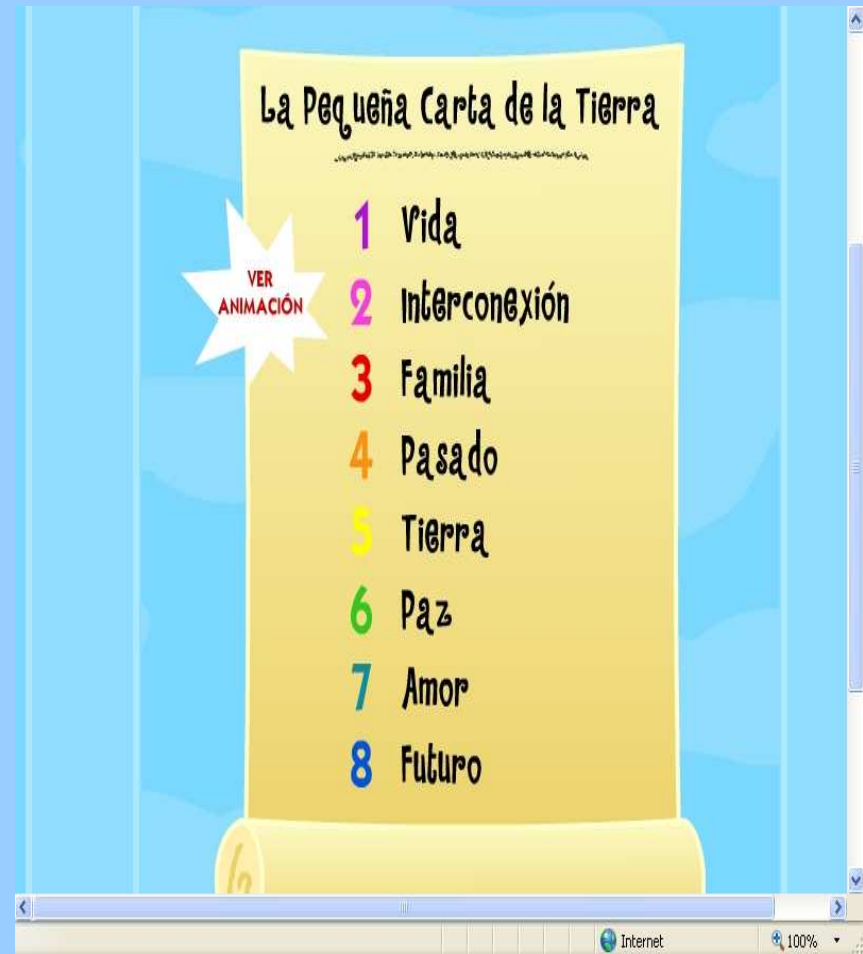 La Pequeña Carta de la Tierra
1 Vida
VER
ANIMACIÓN
2 Interconexión
3 Familia
4 Pasado
5 Tierra
6 Paz
7 Amor
8 Futuro
Internet
100%